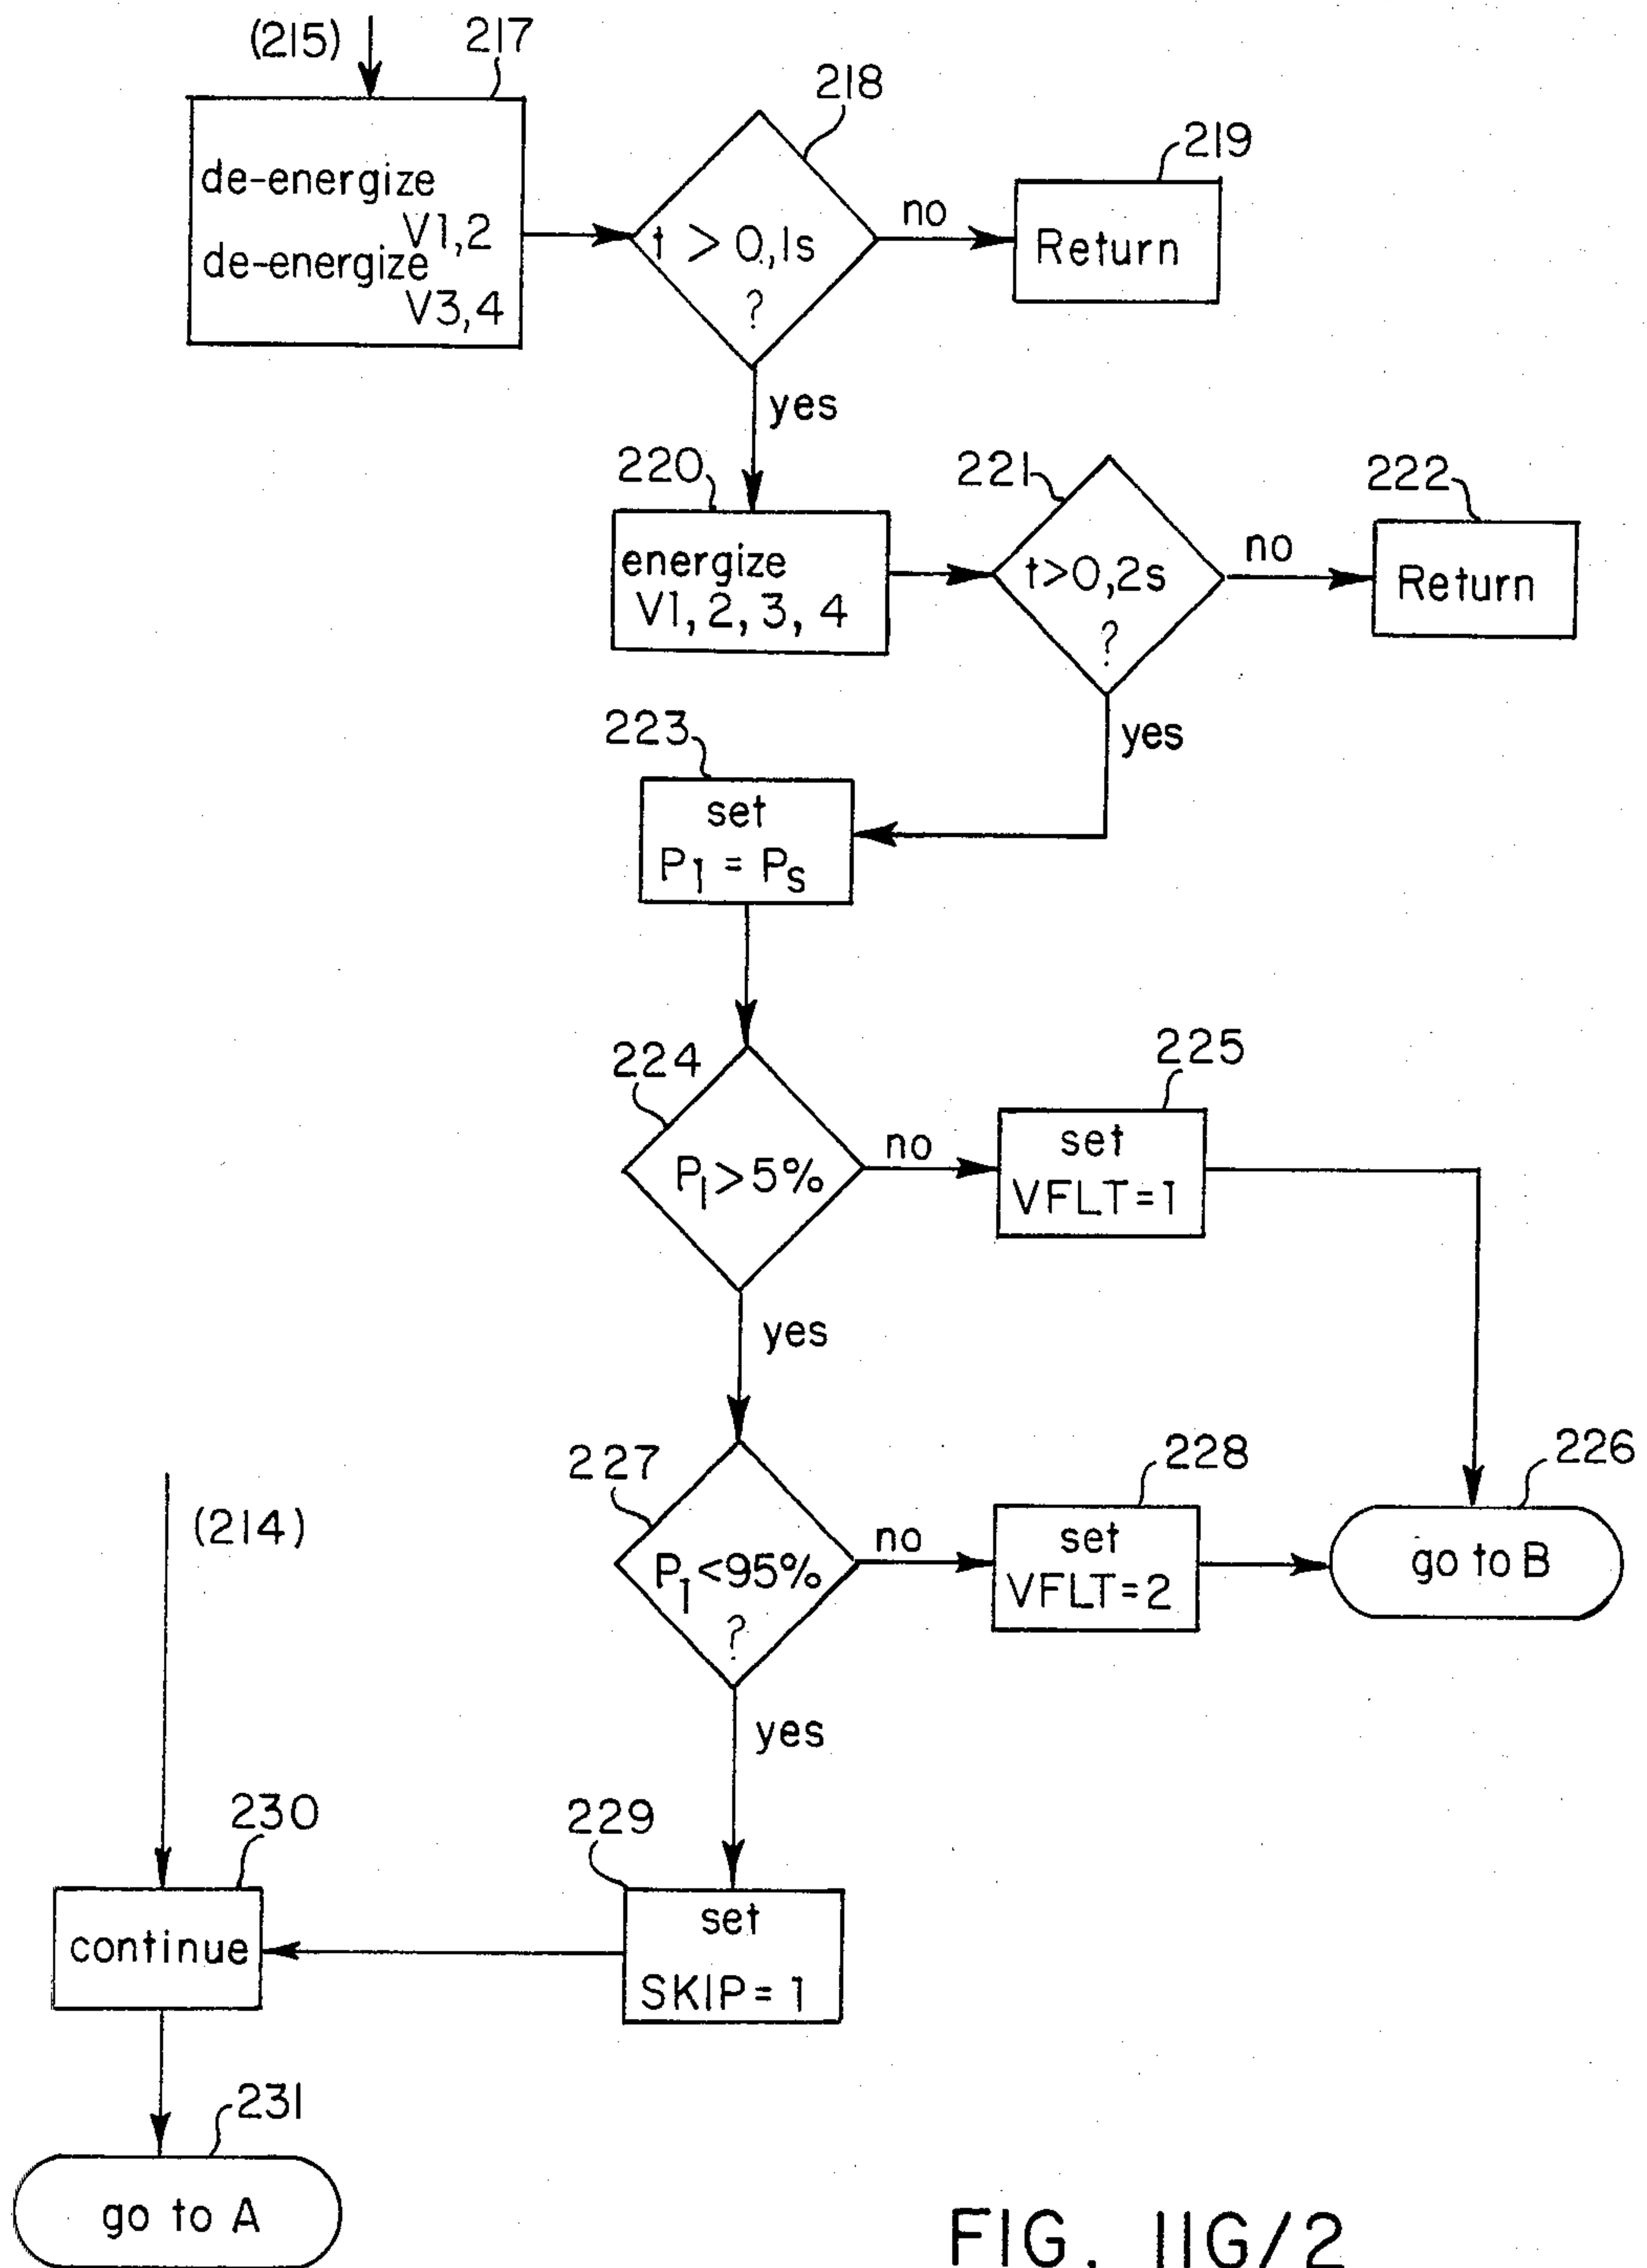 (215)
217
de-energize
V1,2
de-energize
V3,4
218
t > 0,1s
?
no
219
Return
yes
220
energize
V1, 2, 3, 4
221
t>0,2s
?
no
222
Return
yes
223
set
P1 = PS
224
P1>5%
no
225
set
VFLT=1
yes
226
go to B
227
P1<95%
?
no
228
set
VFLT=2
(214)
yes
229
set
SKIP=1
230
continue
231
go to A
FIG. 11G/2